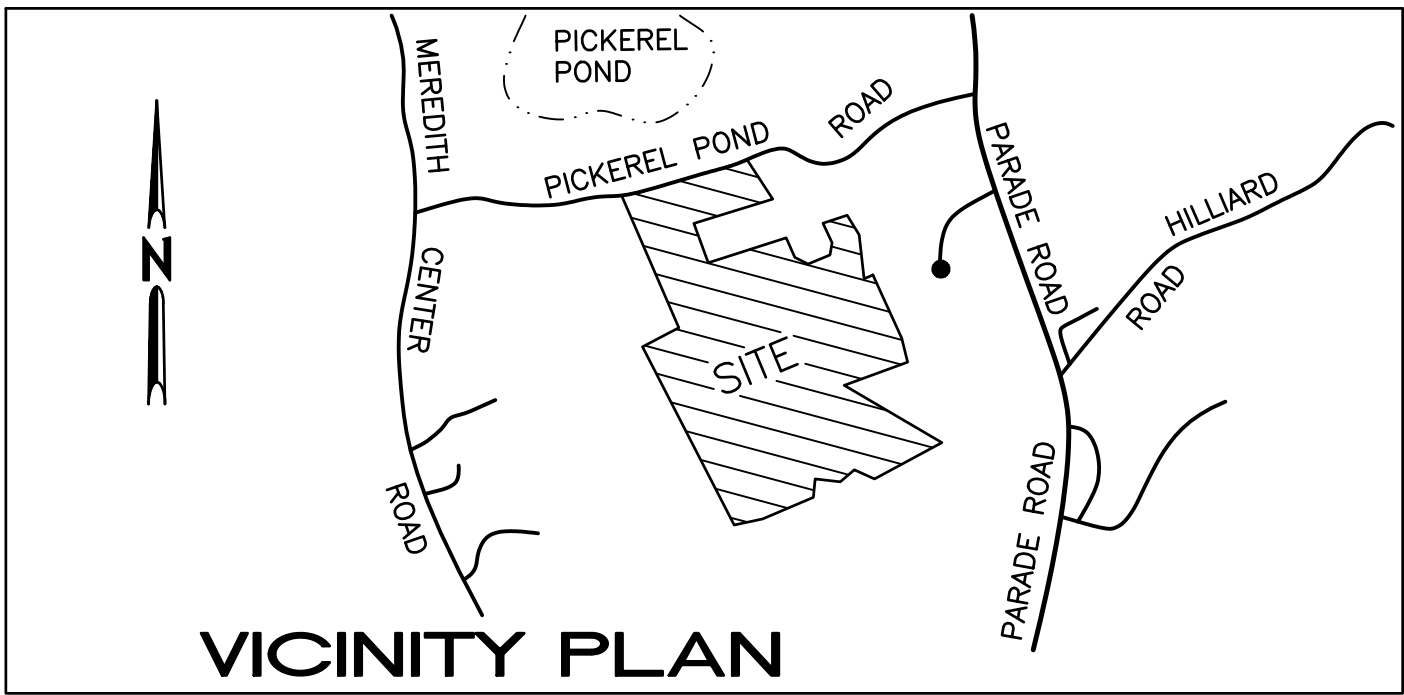 PICKEREL
POND
MEREDITH
CENTER
ROAD
PICKEREL POND ROAD
N
PARADE ROAD
HILLIARD
ROAD
SITE
PARADE ROAD
VICINITY PLAN